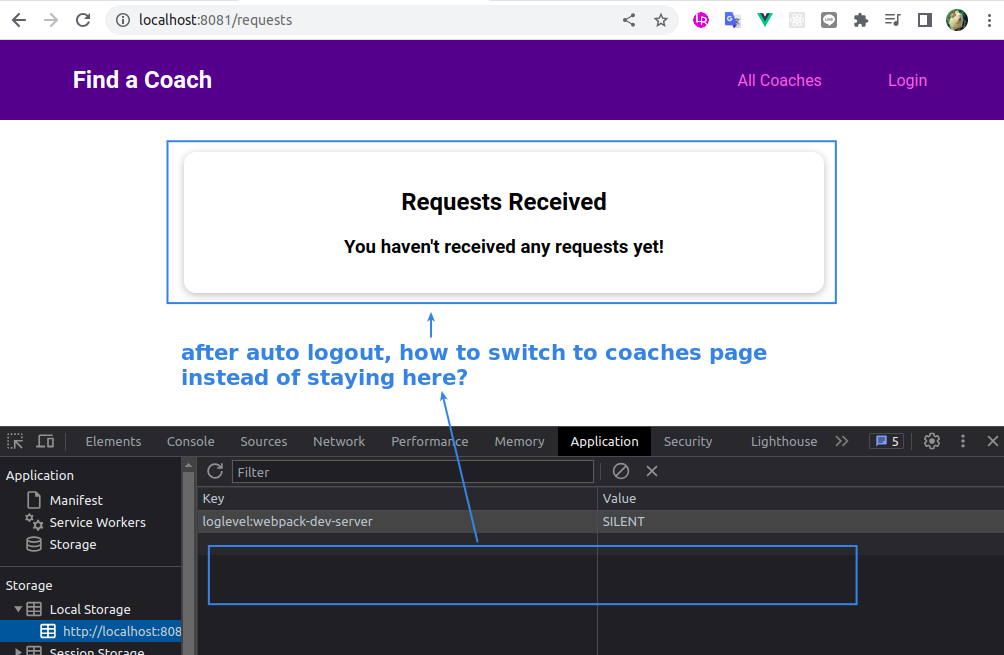 localhost:8081/requests
Find a Coach
All Coaches
Login
Requests Received
You haven't received any requests yet!
after auto logout, how to switch to coaches page
instead of staying here?
Elements
Console
Sources
Network
Performance
Memory
Application
Security
Lighthouse
5
Application
Manifest
Service Workers
Storage
Storage
Local Storage
http://localhost:808
Session Storage
Filter
Key
Value
loglevel:webpack-dev-server
SILENT